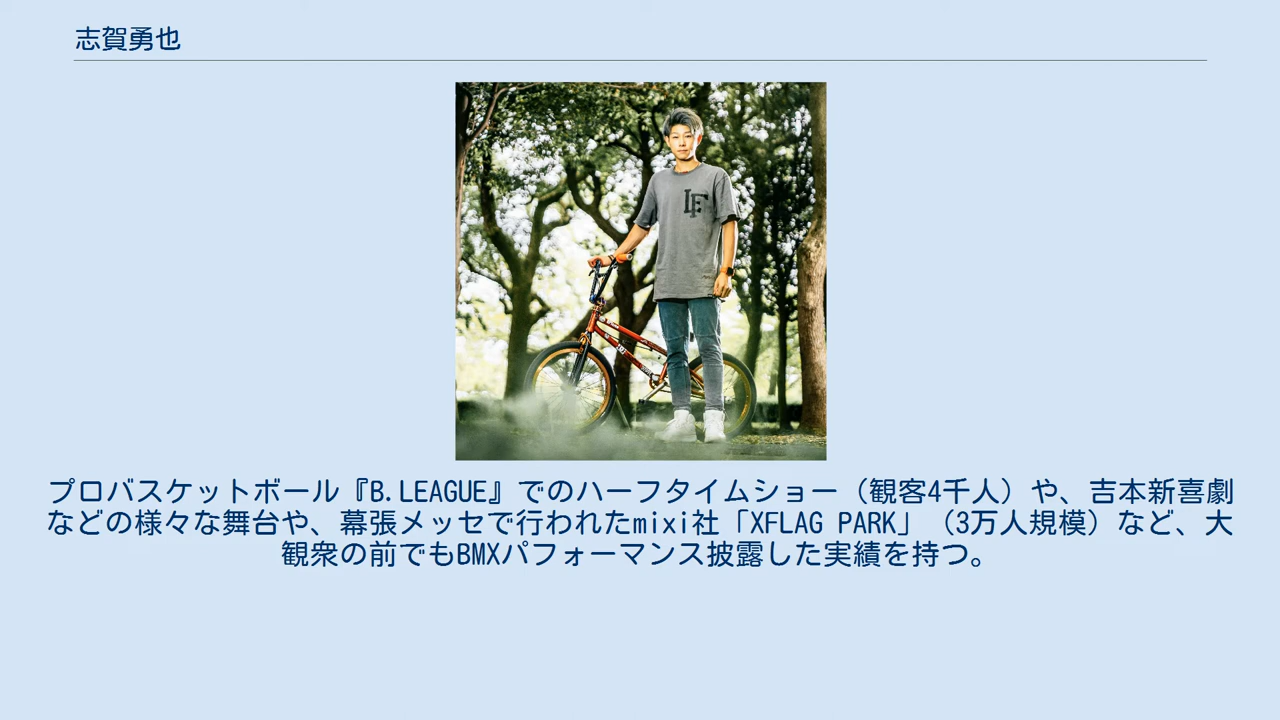 志賀勇也
LF
プロバスケットボール『B.LEAGUE』でのハーフタイムショー（観客4千人）や、吉本新喜劇
などの様々な舞台や、幕張メッセで行われたmixi社「XFLAG PARK」（3万人規模）など、大
観衆の前でもBMXパフォーマンス披露した実績を持つ。